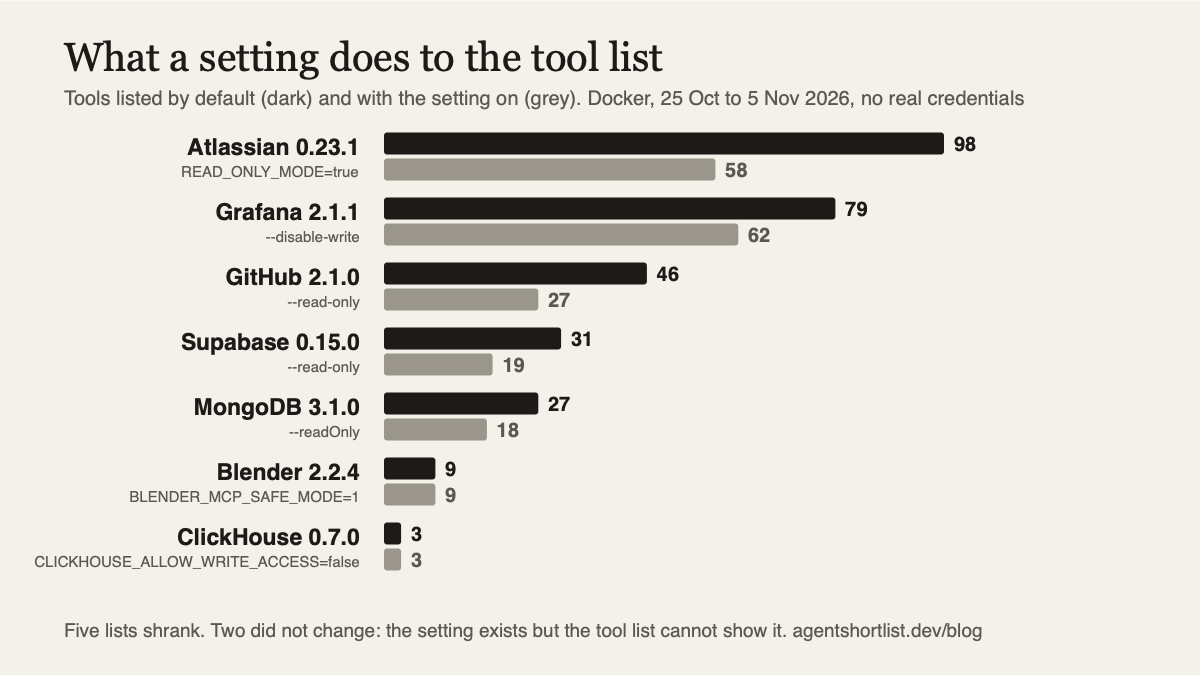 What a setting does to the tool list
Tools listed by default (dark) and with the setting on (grey). Docker, 25 Oct to 5 Nov 2026, no real credentials
Atlassian 0.23.1
98
READ_ONLY_MODE=true
58
Grafana 2.1.1
79
--disable-write
62
GitHub 2.1.0
46
--read-only
27
Supabase 0.15.0
31
--read-only
19
MongoDB 3.1.0
27
--readOnly
18
Blender 2.2.4
9
BLENDER_MCP_SAFE_MODE=1
9
ClickHouse 0.7.0
3
CLICKHOUSE_ALLOW_WRITE_ACCESS=false
3
Five lists shrank. Two did not change: the setting exists but the tool list cannot show it. agentshortlist.dev/blog